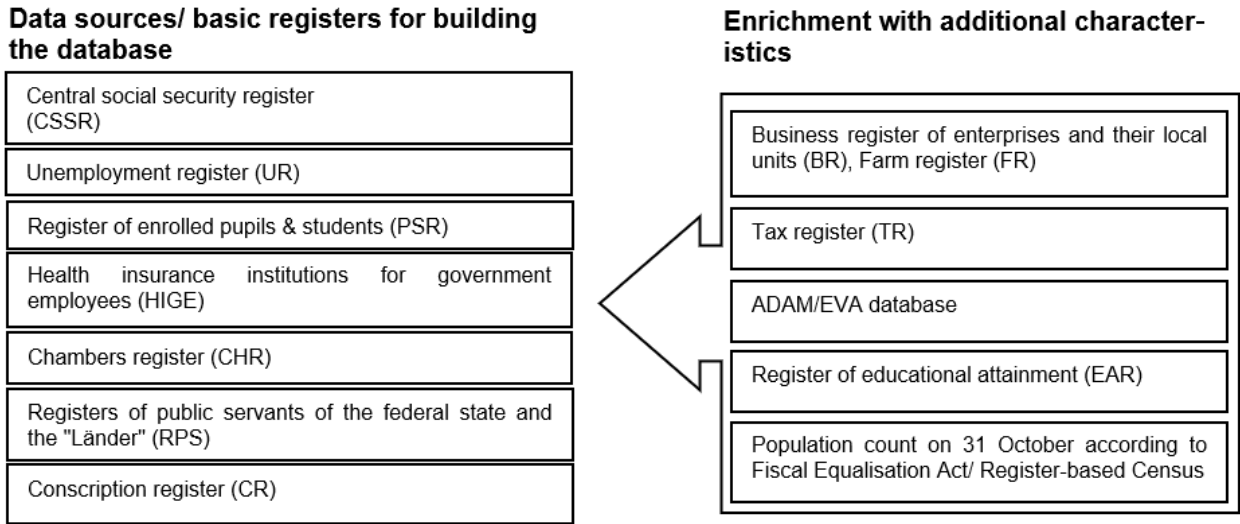 Data sources/ basic registers for building
the database
Central social security register
(CSSR)
Unemployment register (UR)
Register of enrolled pupils & students (PSR)
Health insurance institutions for government
employees (HIGE)
Chambers register (CHR)
Registers of public servants of the federal state and
the "Länder" (RPS)
Conscription register (CR)
Enrichment with additional character-
istics
Business register of enterprises and their local
units (BR), Farm register (FR)
Tax register (TR)
ADAM/EVA database
Register of educational attainment (EAR)
Population count on 31 October according to
Fiscal Equalisation Act/ Register-based Census